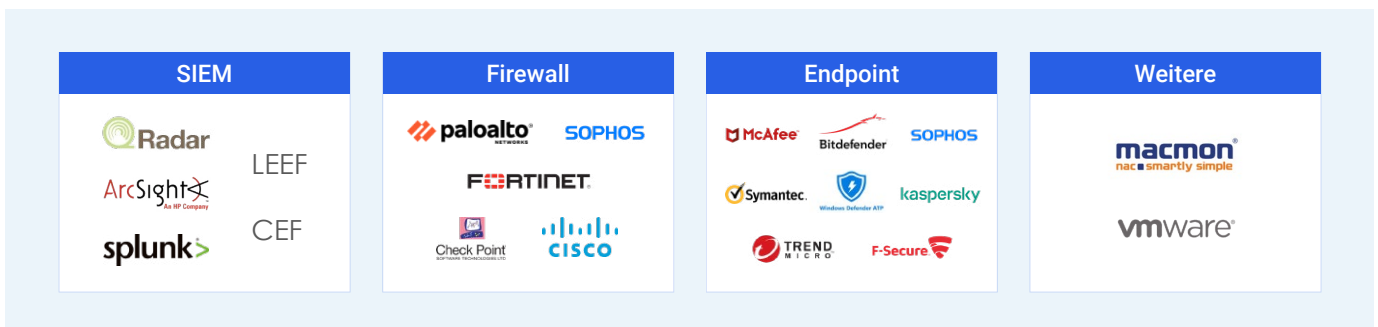 SIEM
QRadar
LEEF
ArcSight
An HP Company
CEF
splunk>
Firewall
paloalto®
NETWORKS
SOPHOS
FORTINET®
Check Point
SOFTWARE TECHNOLOGIES LTD.
CISCO
Endpoint
McAfee
Bitdefender
SOPHOS
Symantec.
Windows Defender ATP
kaspersky
TREND
MICRO
F-Secure
Weitere
macmon®
nac smartly simple
vmware®